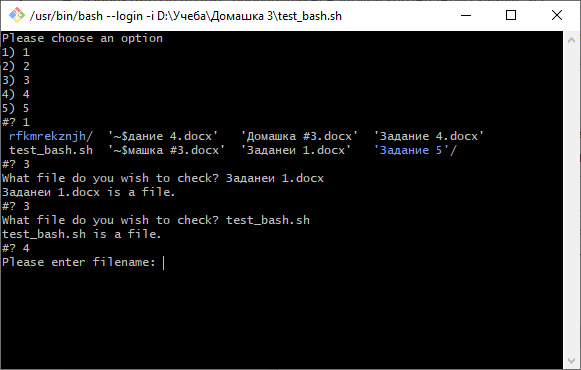 /usr/bin/bash --login -i D:\Учеба\Домашка 3\test_bash.sh
Please choose an option
1) 1
2) 2
3) 3
4) 4
5) 5
#? 1
rfkmrekznjh/  '~$дание 4.docx'   'Домашка #3.docx'  'Задание 4.docx'
test_bash.sh  '~$машка #3.docx'  'Заданеи 1.docx'   'Задание 5'/
#? 3
What file do you wish to check? Заданеи 1.docx
Заданеи 1.docx is a file.
#? 3
What file do you wish to check? test_bash.sh
test_bash.sh is a file.
#? 4
Please enter filename: